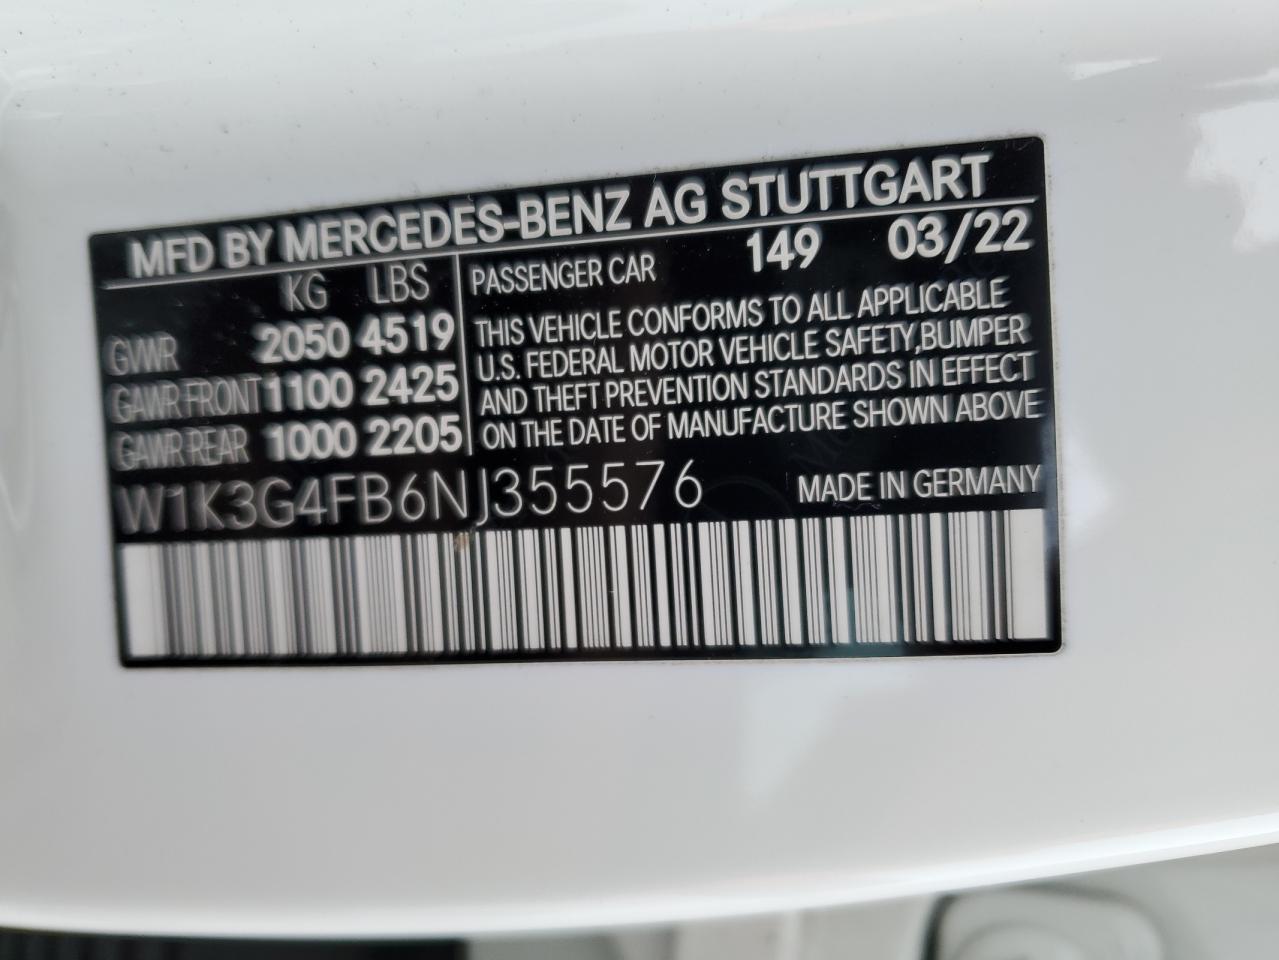 MFD BY MERCEDES-BENZ AG STUTTGART
KG LBS
GVWR 2050 4519
GAWR FRONT 1100 2425
GAWR REAR 1000 2205
PASSENGER CAR 149 03/22
THIS VEHICLE CONFORMS TO ALL APPLICABLE
U.S. FEDERAL MOTOR VEHICLE SAFETY,BUMPER
AND THEFT PREVENTION STANDARDS IN EFFECT
ON THE DATE OF MANUFACTURE SHOWN ABOVE
W1K3G4FB6NJ355576 MADE IN GERMANY